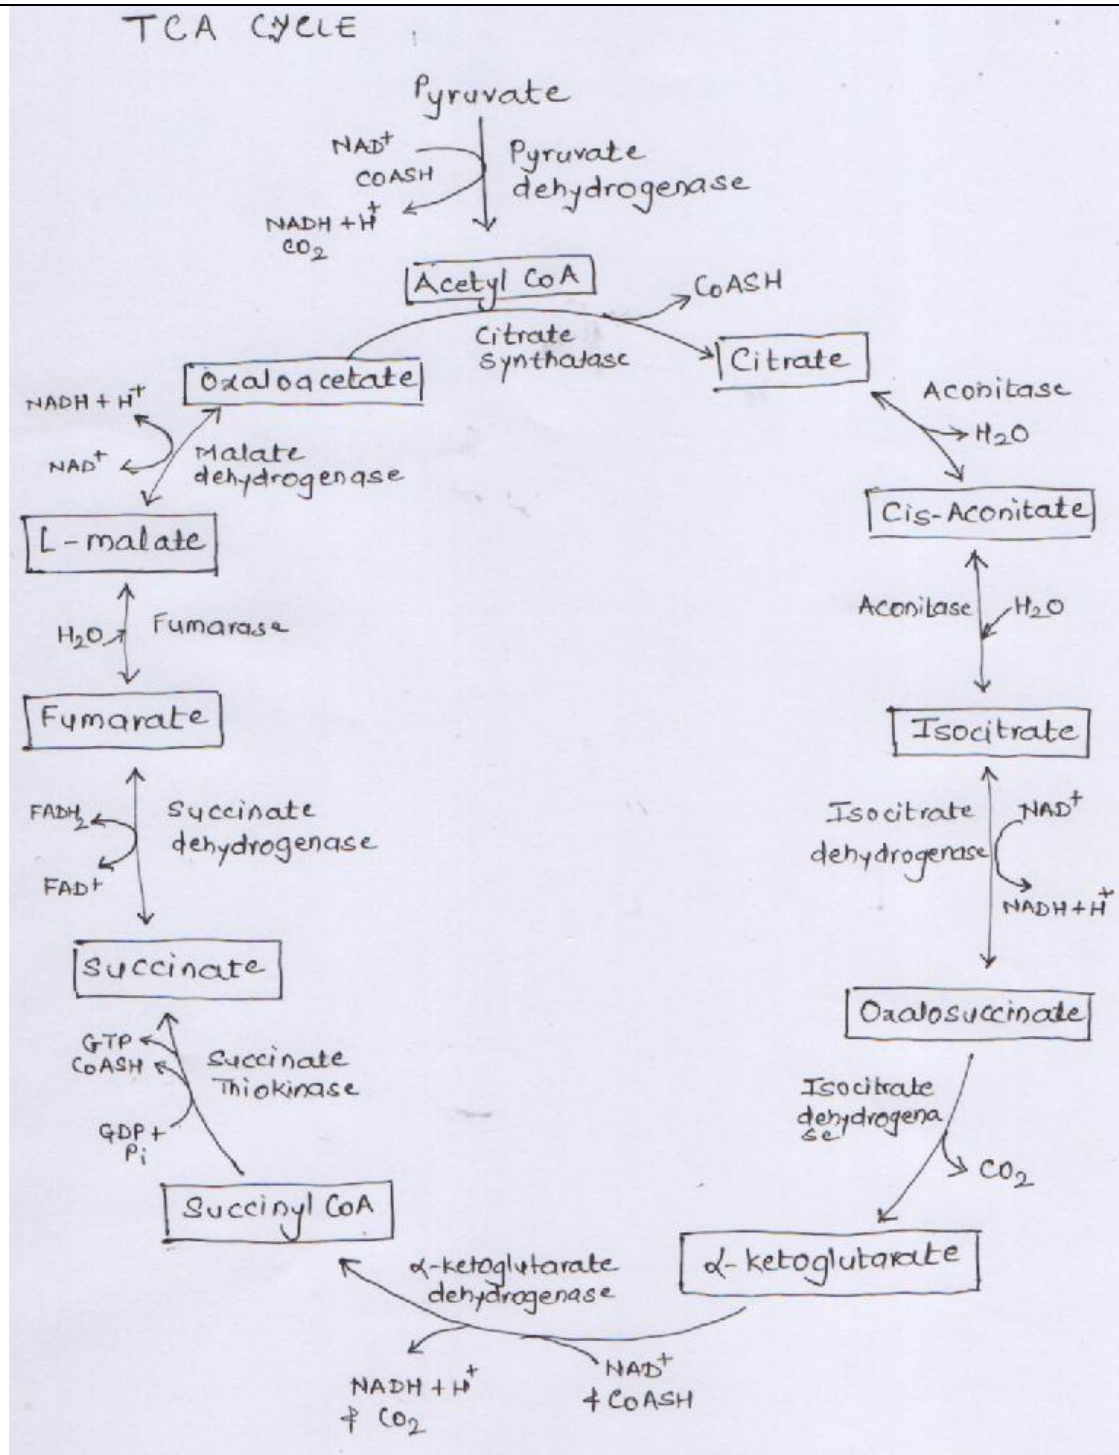 TCA CYCLE
Pyruvate
NAD⁺
COASH
Pyruvate
dehydrogenase
NADH + H⁺
CO₂
Acetyl CoA
CoASH
Citrate
Synthatase
Citrate
Oxaloacetate
NADH + H⁺
NAD⁺
Malate
dehydrogenase
Aconitase
H₂O
Cis-Aconitate
L-malate
Aconitase
H₂O
H₂O
Fumarase
Fumarate
Isocitrate
FADH₂
FAD⁺
Succinate
dehydrogenase
Isocitrate
dehydrogenase
NAD⁺
NADH + H⁺
Succinate
Oxalosuccinate
GTP
CoASH
Succinate
Thiokinase
GDP +
Pi
Isocitrate
dehydrogena
se
CO₂
Succinyl CoA
α-ketoglutarate
α-ketoglutarate
dehydrogenase
NADH + H⁺
& CO₂
NAD⁺
& CoASH